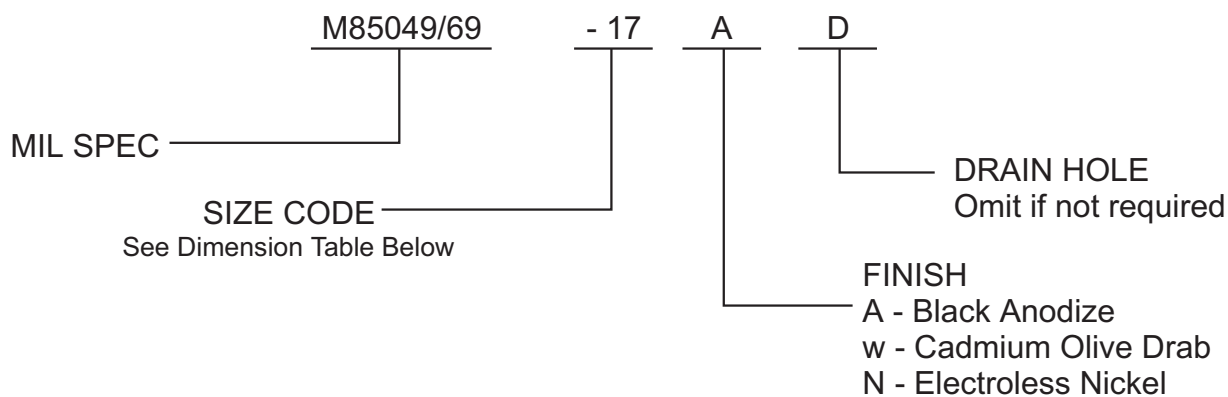 M85049/69 - 17 A D
MIL SPEC
DRAIN HOLE
Omit if not required
SIZE CODE
See Dimension Table Below
FINISH
A - Black Anodize
w - Cadmium Olive Drab
N - Electroless Nickel